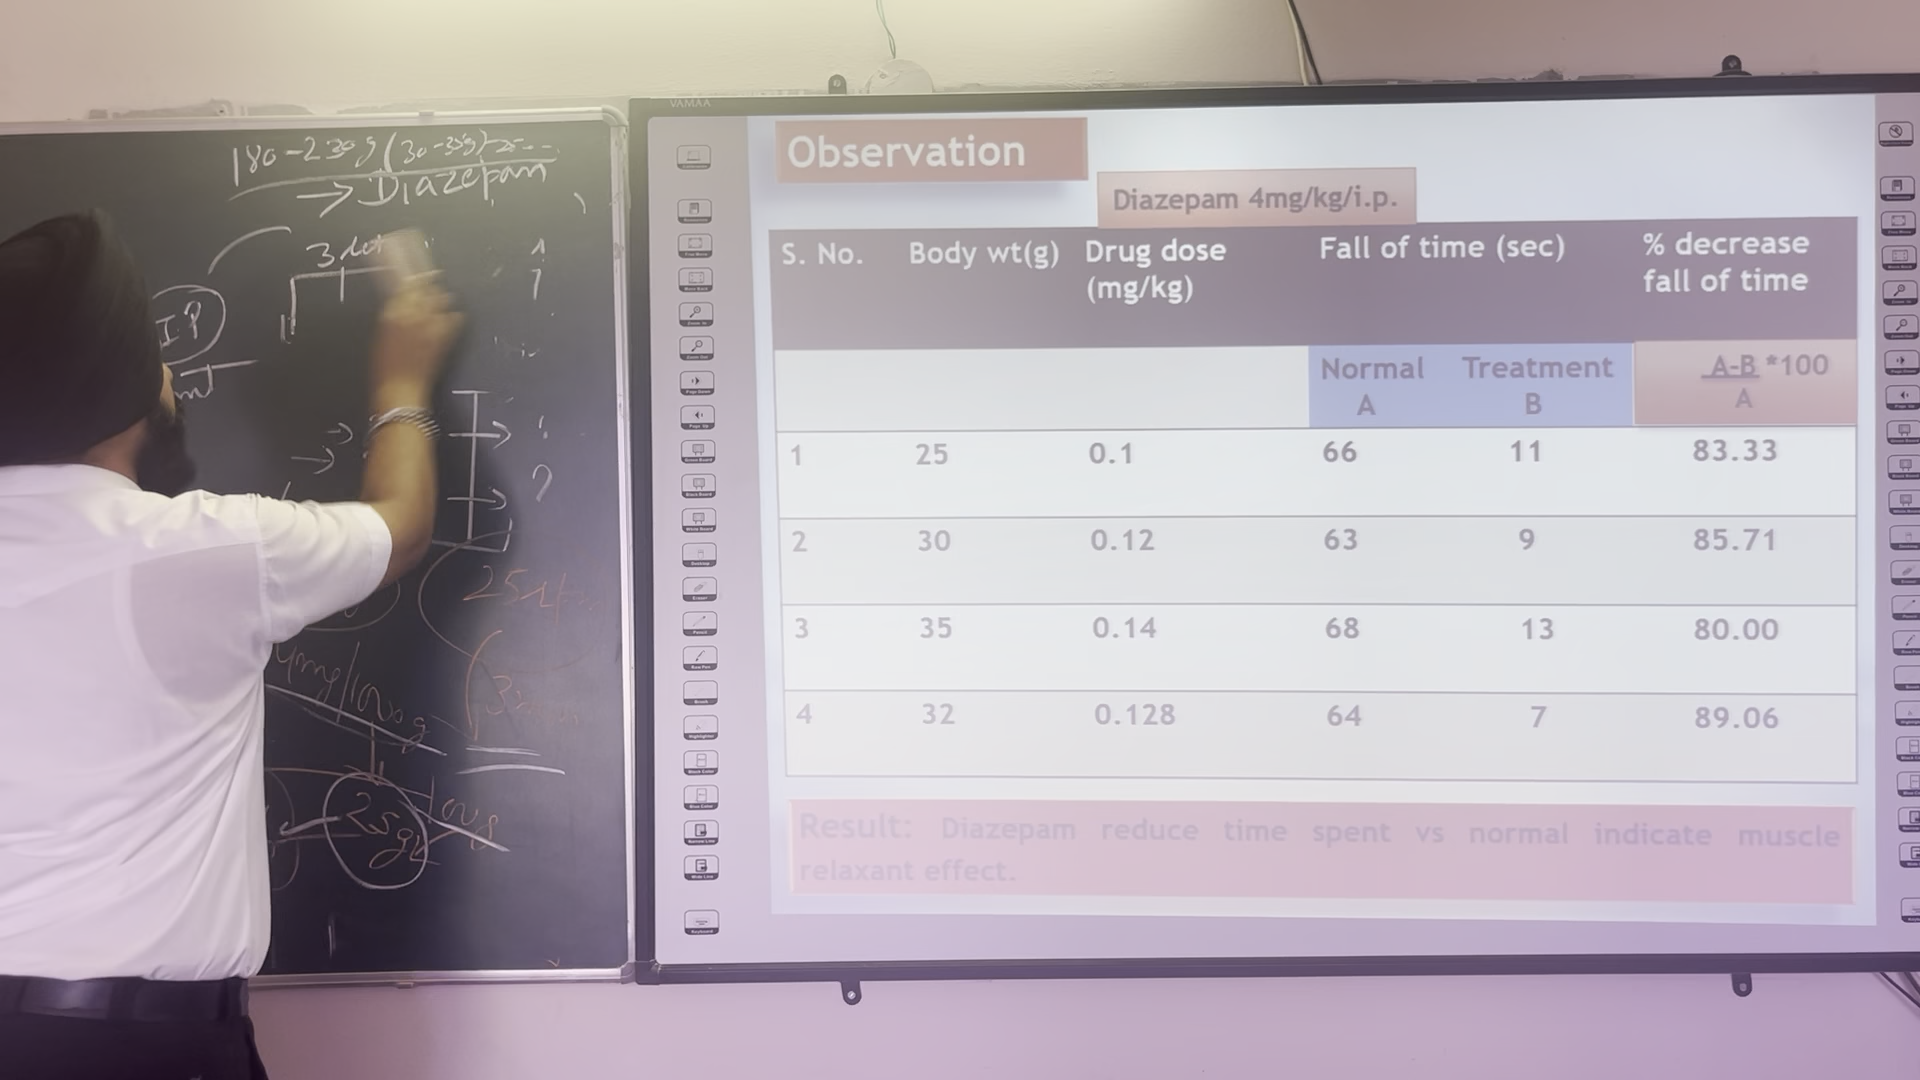 VAMAA
180-230g (30-35g)
→ Diazepam
I.P
?
?
4mg/1000g
25g
Observation
Diazepam 4mg/kg/i.p.
S. No. Body wt(g) Drug dose (mg/kg) Fall of time (sec) % decrease fall of time
Normal A Treatment B A-B *100 A
1 25 0.1 66 11 83.33
2 30 0.12 63 9 85.71
3 35 0.14 68 13 80.00
4 32 0.128 64 7 89.06
Result: Diazepam reduce time spent vs normal indicate muscle
relaxant effect.